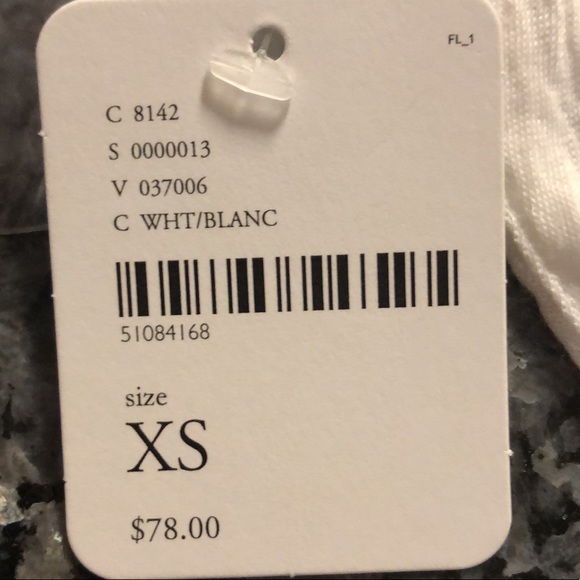 FL_1
C 8142
S 0000013
V 037006
C WHT/BLANC
51084168
size
XS
$78.00